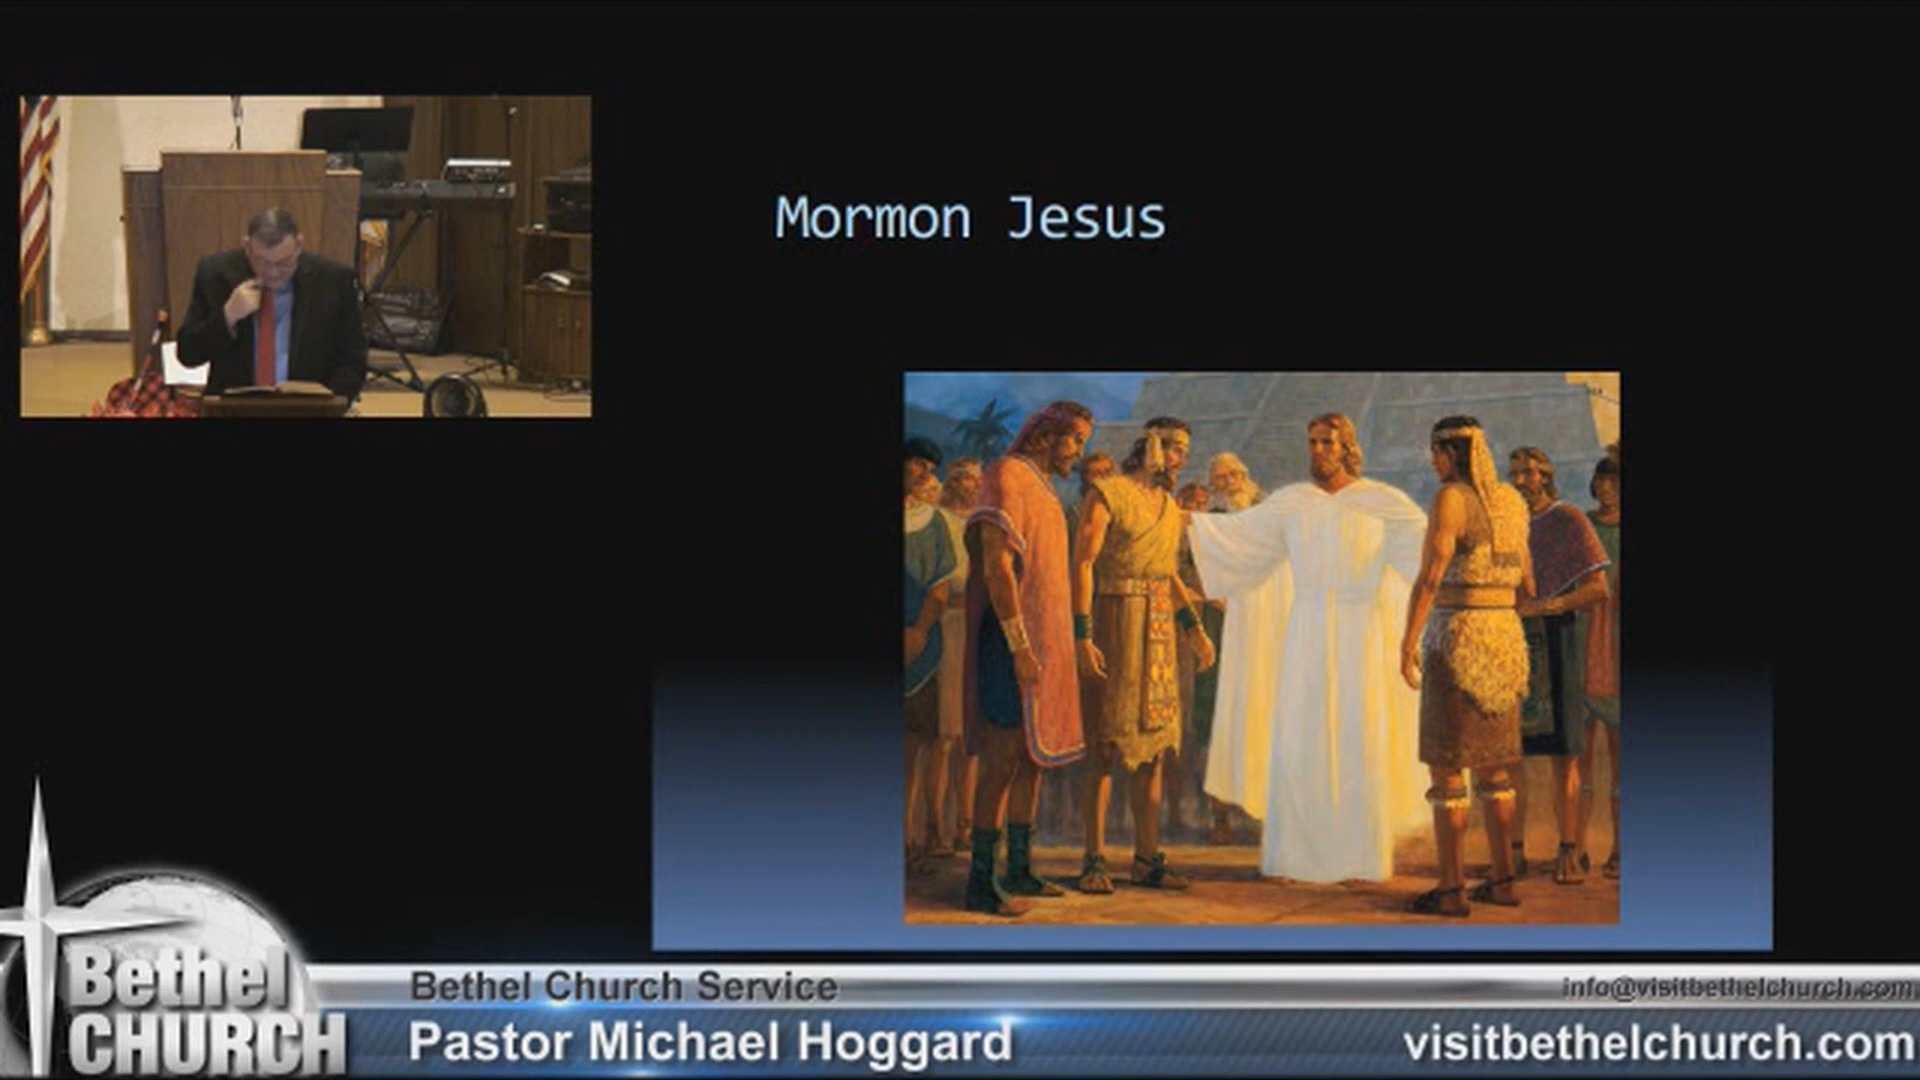 Mormon Jesus
Bethel
CHURCH
Bethel Church Service
info@visitbethelchurch.com
Pastor Michael Hoggard
visitbethelchurch.com